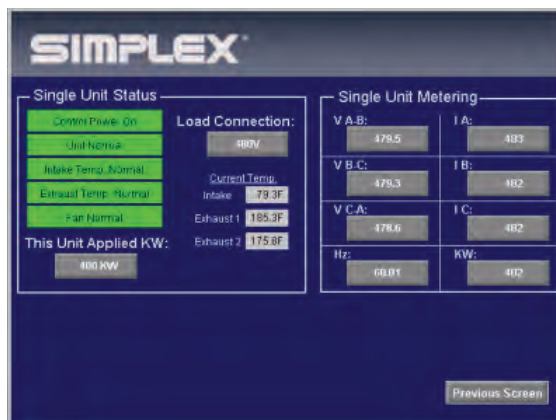 SIMPLEX
Single Unit Status
Control Power On
Unit Normal
Intake Temp. Normal
Exhaust Temp. Normal
Fan Normal
This Unit Applied KW:
400 KW
Load Connection:
480V
Current Temp.
Intake 79.3F
Exhaust 1 185.3F
Exhaust 2 175.8F
Single Unit Metering
V A-B:
479.5
I A:
483
V B-C:
479.3
I B:
482
V C-A:
478.6
I C:
482
Hz:
60.01
KW:
402
Previous Screen